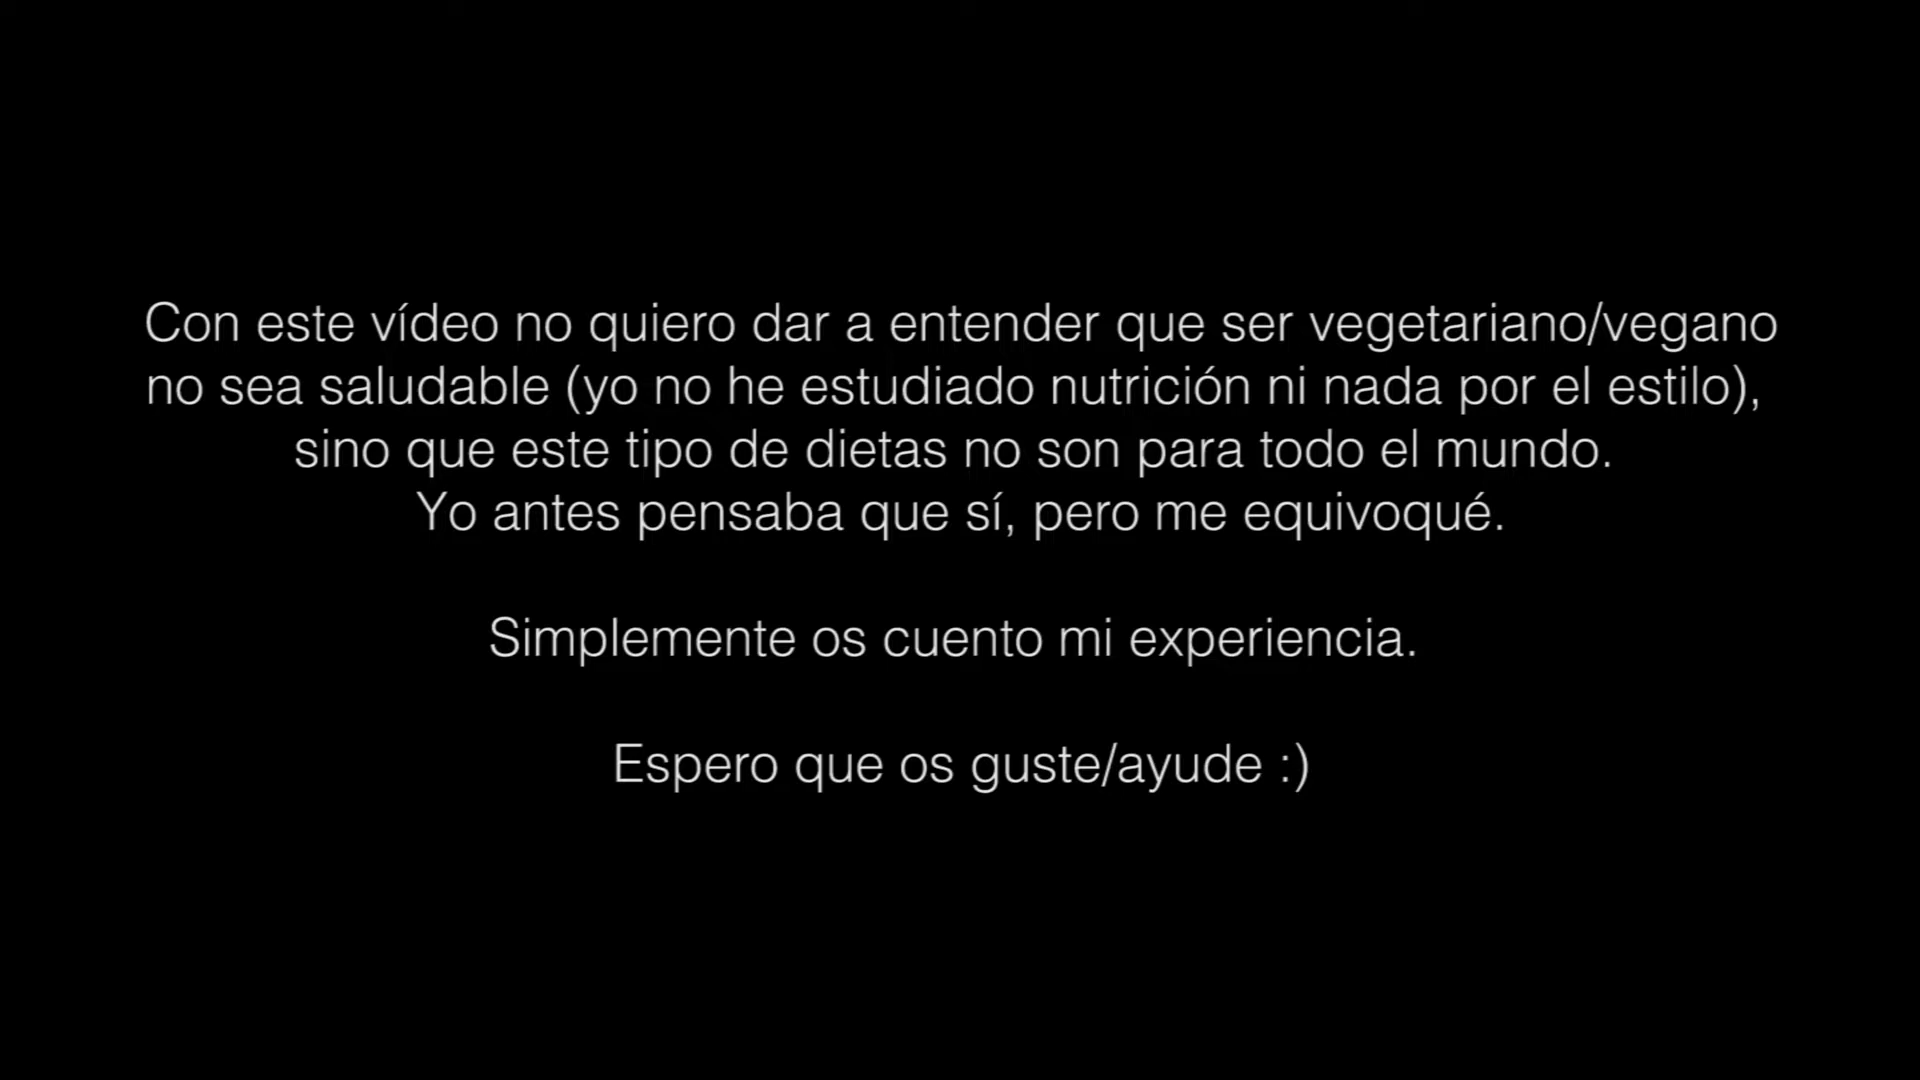 Con este vídeo no quiero dar a entender que ser vegetariano/vegano
no sea saludable (yo no he estudiado nutrición ni nada por el estilo),
sino que este tipo de dietas no son para todo el mundo.
Yo antes pensaba que sí, pero me equivoqué.
Simplemente os cuento mi experiencia.
Espero que os guste/ayude :)